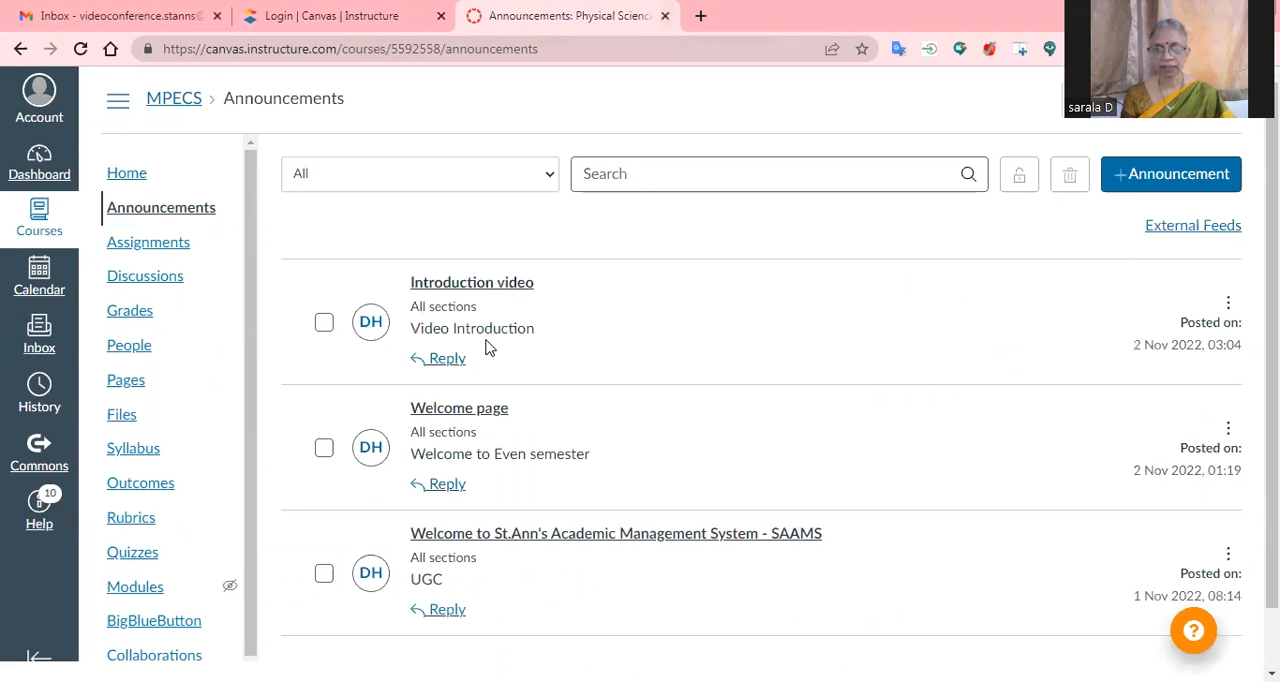 Inbox - videoconference.stanns@
Login | Canvas | Instructure
Announcements: Physical Scienc
https://canvas.instructure.com/courses/5592558/announcements
sarala D
Account
Dashboard
Courses
Calendar
Inbox
History
Commons
10
Help
MPECS > Announcements
Home
Announcements
Assignments
Discussions
Grades
People
Pages
Files
Syllabus
Outcomes
Rubrics
Quizzes
Modules
BigBlueButton
Collaborations
All
Search
+Announcement
External Feeds
DH
Introduction video
All sections
Video Introduction
Reply
Posted on:
2 Nov 2022, 03:04
DH
Welcome page
All sections
Welcome to Even semester
Reply
Posted on:
2 Nov 2022, 01:19
DH
Welcome to St.Ann's Academic Management System - SAAMS
All sections
UGC
Reply
Posted on:
1 Nov 2022, 08:14
?